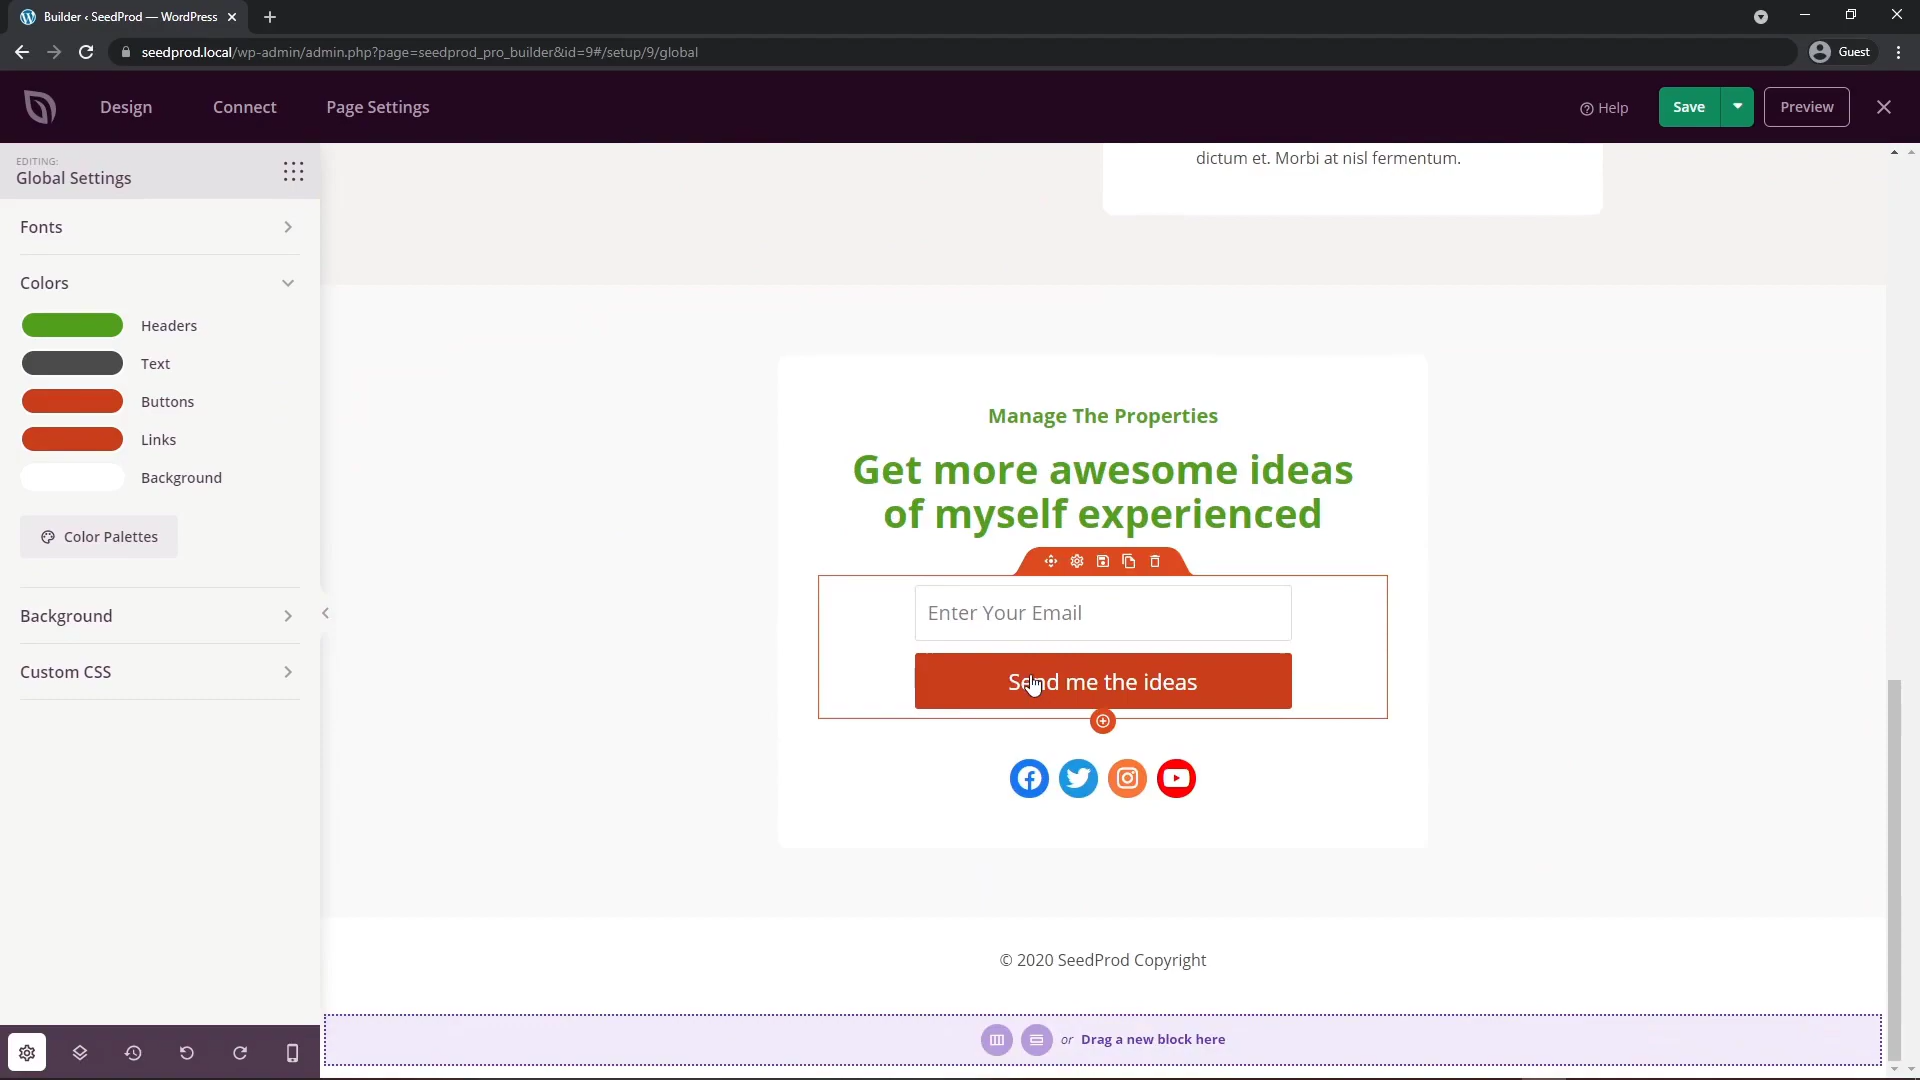 Builder ‹ SeedProd — WordPress
seedprod.local/wp-admin/admin.php?page=seedprod_pro_builder&id=9#/setup/9/global
Guest
Design
Connect
Page Settings
Help
Save
Preview
EDITING:
Global Settings
Fonts
Colors
Headers
Text
Buttons
Links
Background
Color Palettes
Background
Custom CSS
dictum et. Morbi at nisl fermentum.
Manage The Properties
Get more awesome ideas
of myself experienced
Enter Your Email
Send me the ideas
© 2020 SeedProd Copyright
or Drag a new block here